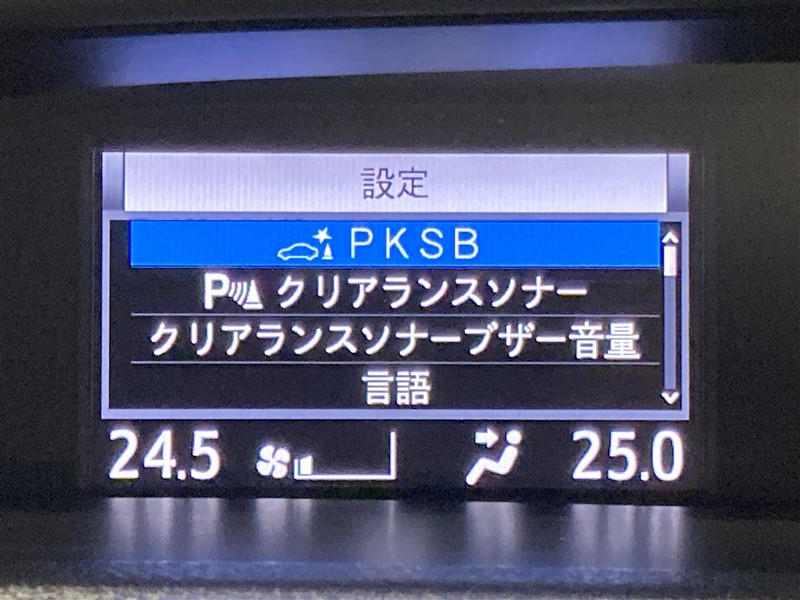 設定
PKSB
P クリアランスソナー
クリアランスソナーブザー音量
言語
24.5 25.0